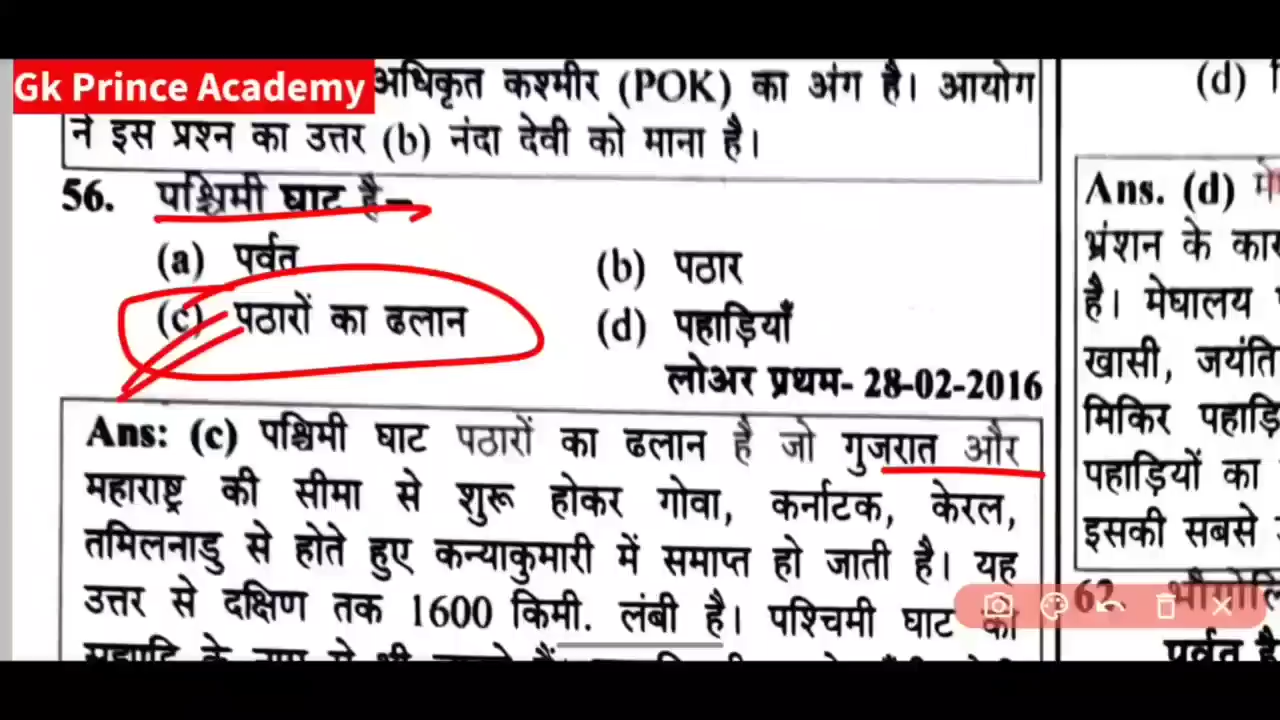 Gk Prince Academy
अधिकृत कश्मीर (POK) का अंग है। आयोग
ने इस प्रश्न का उत्तर (b) नंदा देवी को माना है।
56. पश्चिमी घाट है–
(a) पर्वत (b) पठार
(c) पठारों का ढलान (d) पहाड़ियाँ
लोअर प्रथम- 28-02-2016
Ans: (c) पश्चिमी घाट पठारों का ढलान है जो गुजरात और
महाराष्ट्र की सीमा से शुरू होकर गोवा, कर्नाटक, केरल,
तमिलनाडु से होते हुए कन्याकुमारी में समाप्त हो जाती है। यह
उत्तर से दक्षिण तक 1600 किमी. लंबी है। पश्चिमी घाट को
(d)
Ans. (d)
भ्रंशन के
है। मेघालय
खासी,
मिकिर
पहाड़ियों का
इसकी सबसे
62.
पर्वत है